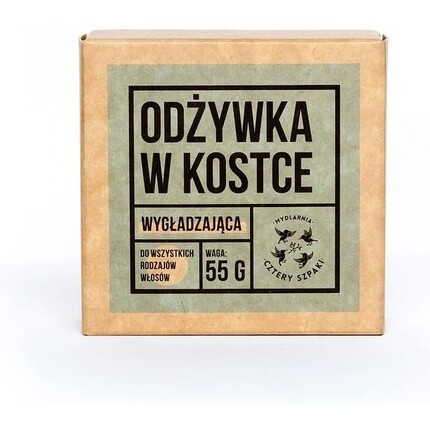 ODŻYWKA
W KOSTCE
WYGŁADZAJĄCA
DO WSZYSTKICH
RODZAJÓW
WŁOSÓW
WAGA:
55 G
MYDLARNIA
CZTERY SZPAKI